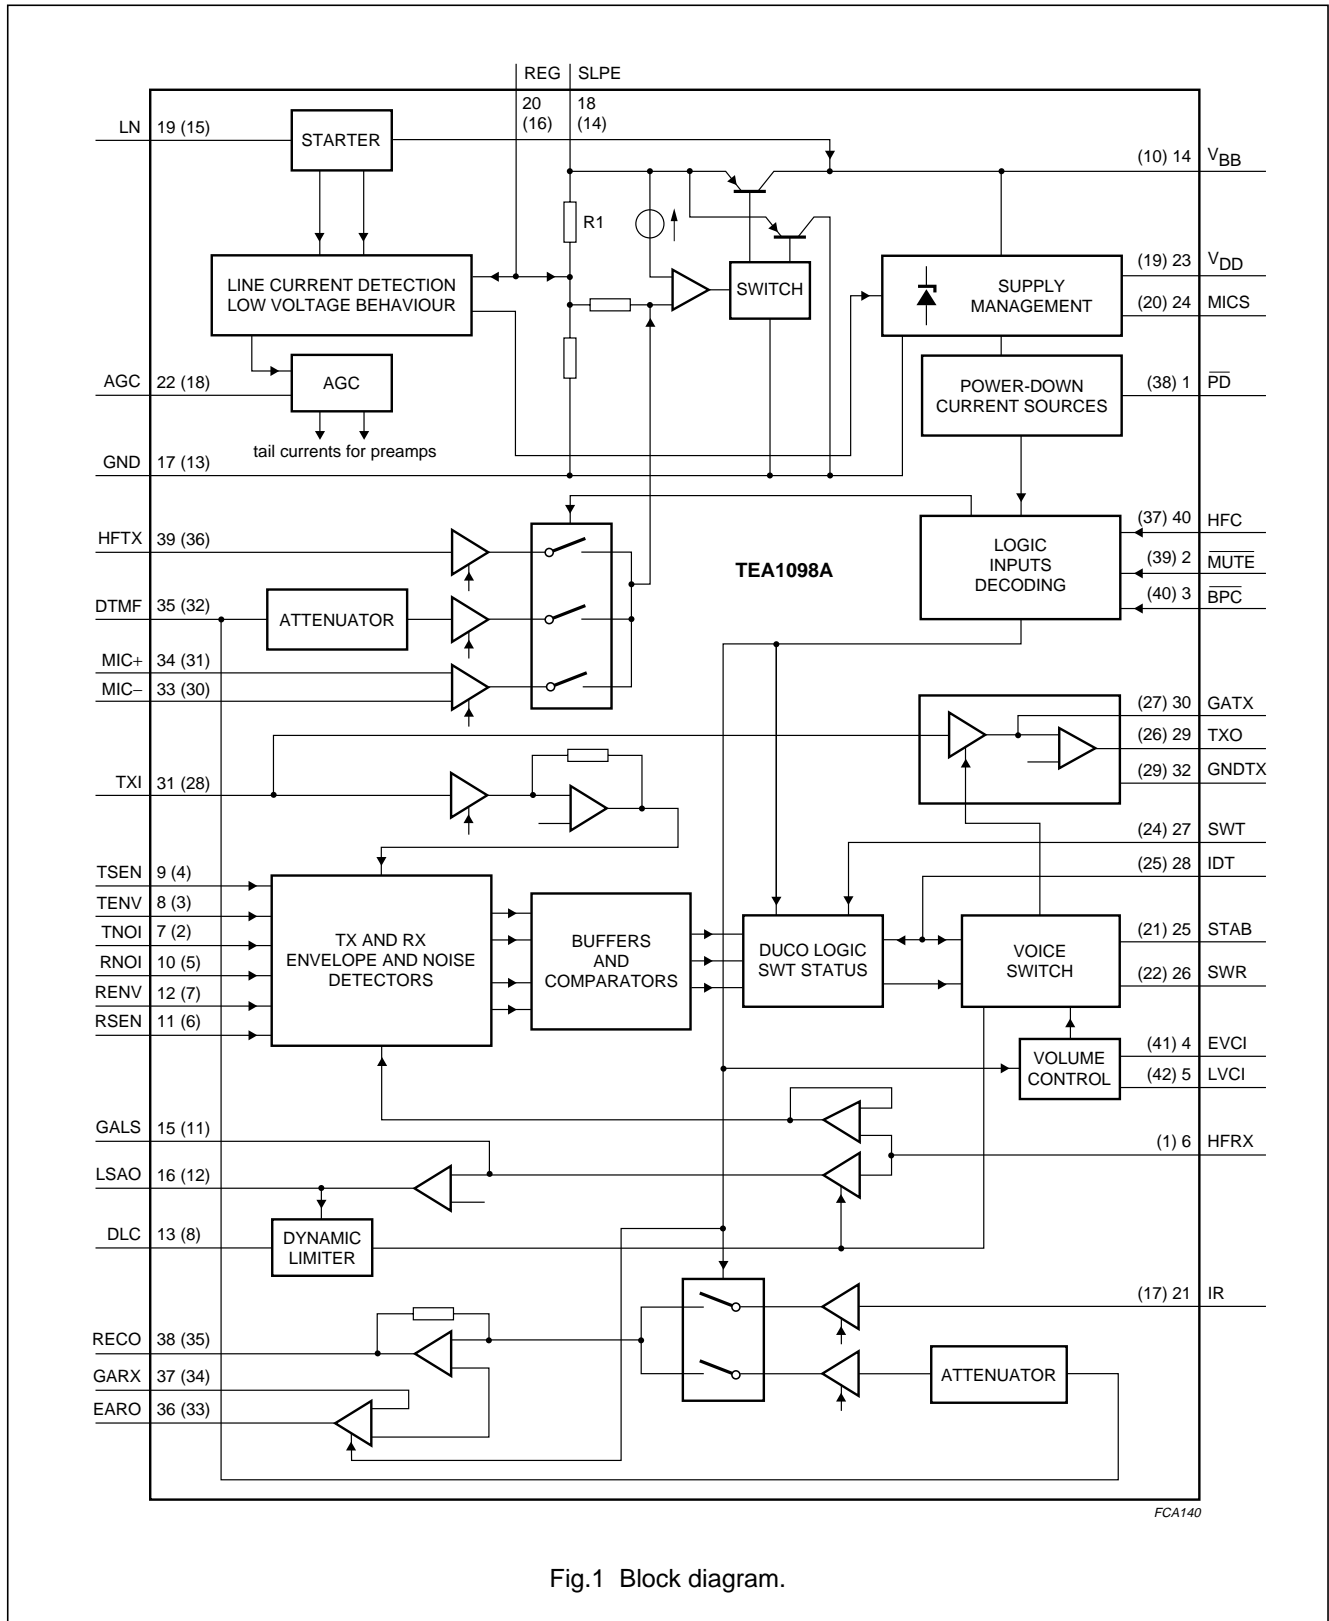 REG SLPE
20 18
(16) (14)
LN 19 (15)
STARTER
(10) 14 VBB
R1
LINE CURRENT DETECTION
LOW VOLTAGE BEHAVIOUR
SWITCH
SUPPLY
MANAGEMENT
(19) 23 VDD
(20) 24 MICS
AGC 22 (18)
AGC
POWER-DOWN
CURRENT SOURCES
(38) 1 PD
tail currents for preamps
GND 17 (13)
HFTX 39 (36)
(37) 40 HFC
LOGIC
INPUTS
DECODING
(39) 2 MUTE
(40) 3 BPC
TEA1098A
DTMF 35 (32)
ATTENUATOR
MIC+ 34 (31)
MIC− 33 (30)
(27) 30 GATX
(26) 29 TXO
(29) 32 GNDTX
TXI 31 (28)
(24) 27 SWT
(25) 28 IDT
TSEN 9 (4)
TENV 8 (3)
TNOI 7 (2)
RNOI 10 (5)
RENV 12 (7)
RSEN 11 (6)
TX AND RX
ENVELOPE AND NOISE
DETECTORS
BUFFERS
AND
COMPARATORS
DUCO LOGIC
SWT STATUS
VOICE
SWITCH
(21) 25 STAB
(22) 26 SWR
VOLUME
CONTROL
(41) 4 EVCI
(42) 5 LVCI
GALS 15 (11)
(1) 6 HFRX
LSAO 16 (12)
DLC 13 (8)
DYNAMIC
LIMITER
(17) 21 IR
RECO 38 (35)
GARX 37 (34)
EARO 36 (33)
ATTENUATOR
FCA140
Fig.1 Block diagram.